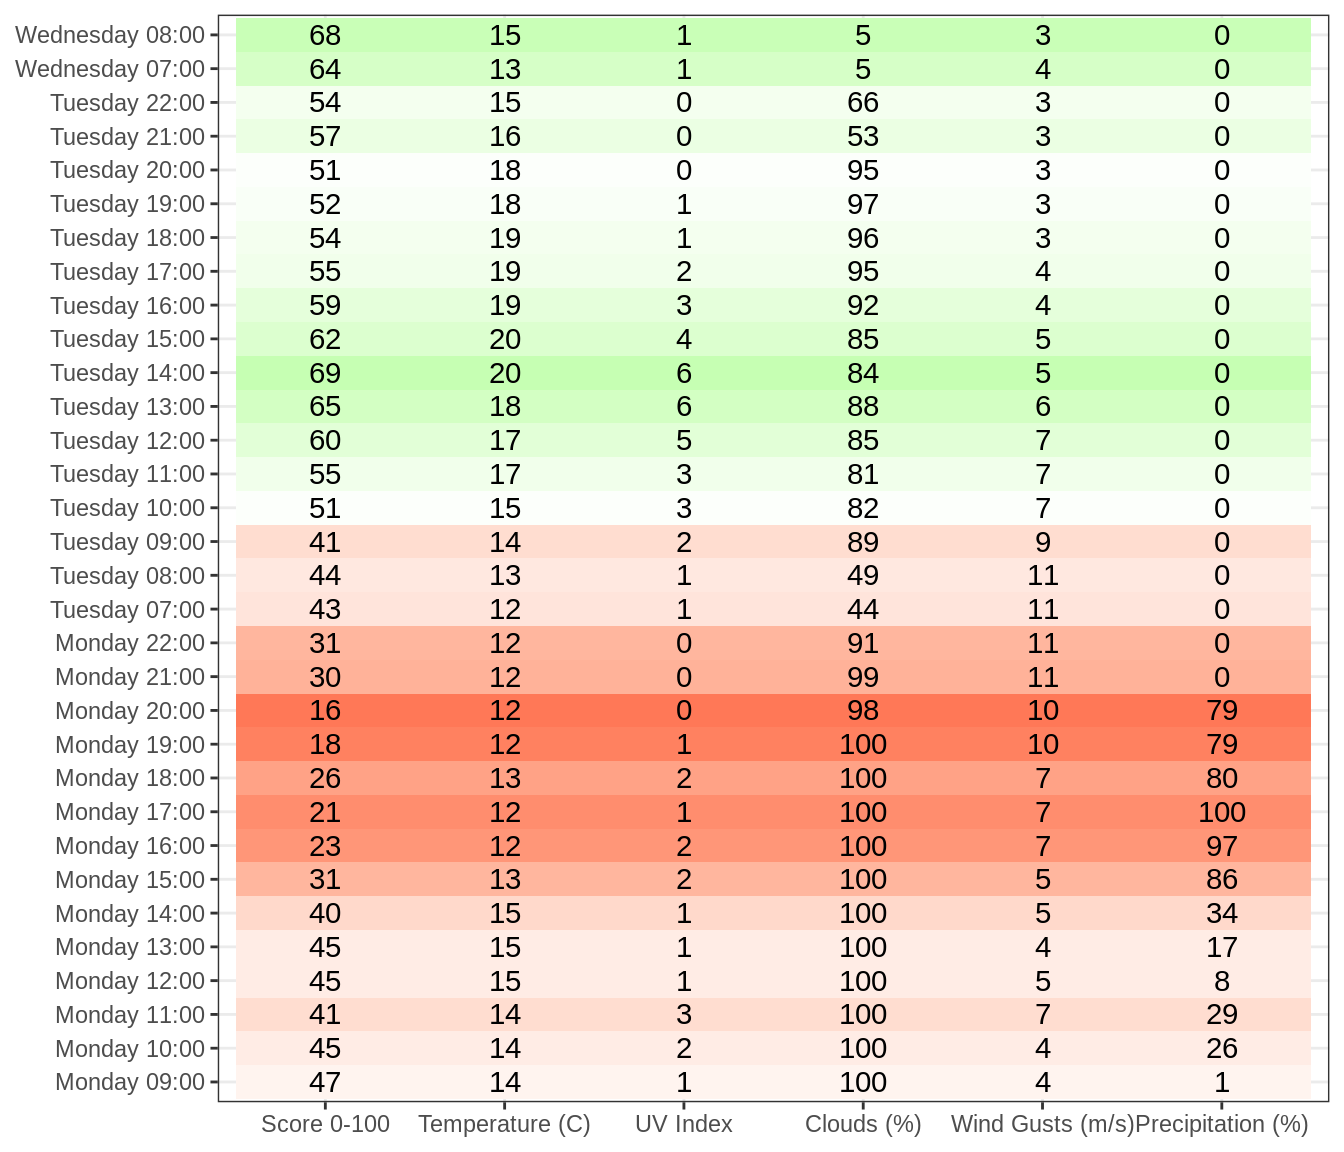 Wednesday 08:00 68 15 1 5 3 0
Wednesday 07:00 64 13 1 5 4 0
Tuesday 22:00 54 15 0 66 3 0
Tuesday 21:00 57 16 0 53 3 0
Tuesday 20:00 51 18 0 95 3 0
Tuesday 19:00 52 18 1 97 3 0
Tuesday 18:00 54 19 1 96 3 0
Tuesday 17:00 55 19 2 95 4 0
Tuesday 16:00 59 19 3 92 4 0
Tuesday 15:00 62 20 4 85 5 0
Tuesday 14:00 69 20 6 84 5 0
Tuesday 13:00 65 18 6 88 6 0
Tuesday 12:00 60 17 5 85 7 0
Tuesday 11:00 55 17 3 81 7 0
Tuesday 10:00 51 15 3 82 7 0
Tuesday 09:00 41 14 2 89 9 0
Tuesday 08:00 44 13 1 49 11 0
Tuesday 07:00 43 12 1 44 11 0
Monday 22:00 31 12 0 91 11 0
Monday 21:00 30 12 0 99 11 0
Monday 20:00 16 12 0 98 10 79
Monday 19:00 18 12 1 100 10 79
Monday 18:00 26 13 2 100 7 80
Monday 17:00 21 12 1 100 7 100
Monday 16:00 23 12 2 100 7 97
Monday 15:00 31 13 2 100 5 86
Monday 14:00 40 15 1 100 5 34
Monday 13:00 45 15 1 100 4 17
Monday 12:00 45 15 1 100 5 8
Monday 11:00 41 14 3 100 7 29
Monday 10:00 45 14 2 100 4 26
Monday 09:00 47 14 1 100 4 1
Score 0-100 Temperature (C) UV Index Clouds (%) Wind Gusts (m/s) Precipitation (%)